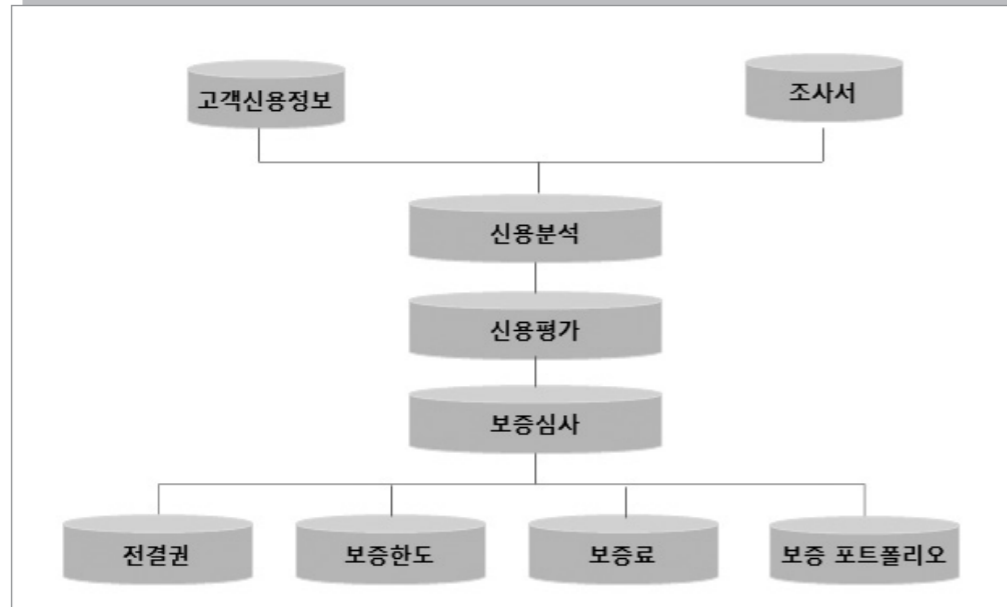 고객신용정보
조사서
신용분석
신용평가
보증심사
전결권
보증한도
보증료
보증 포트폴리오